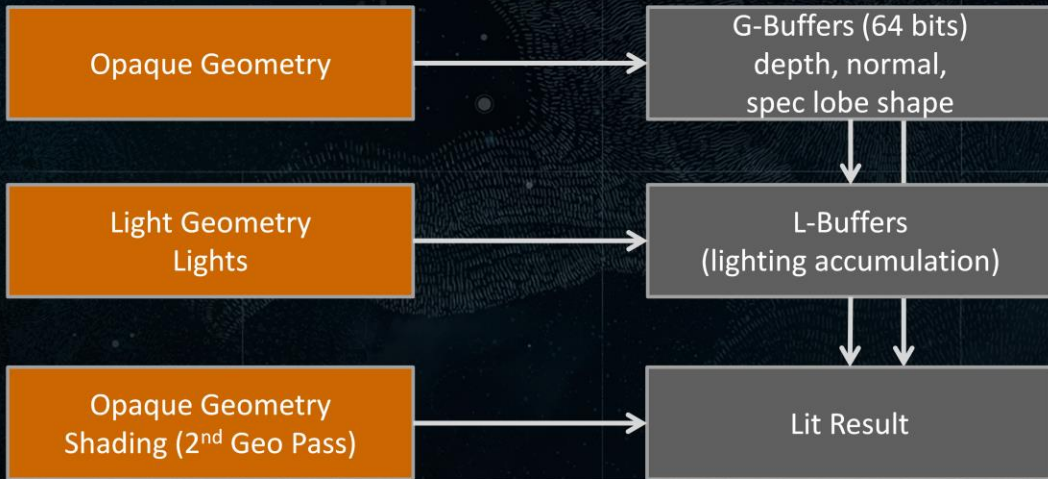 Opaque Geometry
G-Buffers (64 bits)
depth, normal,
spec lobe shape
Light Geometry
Lights
L-Buffers
(lighting accumulation)
Opaque Geometry
Shading (2nd Geo Pass)
Lit Result